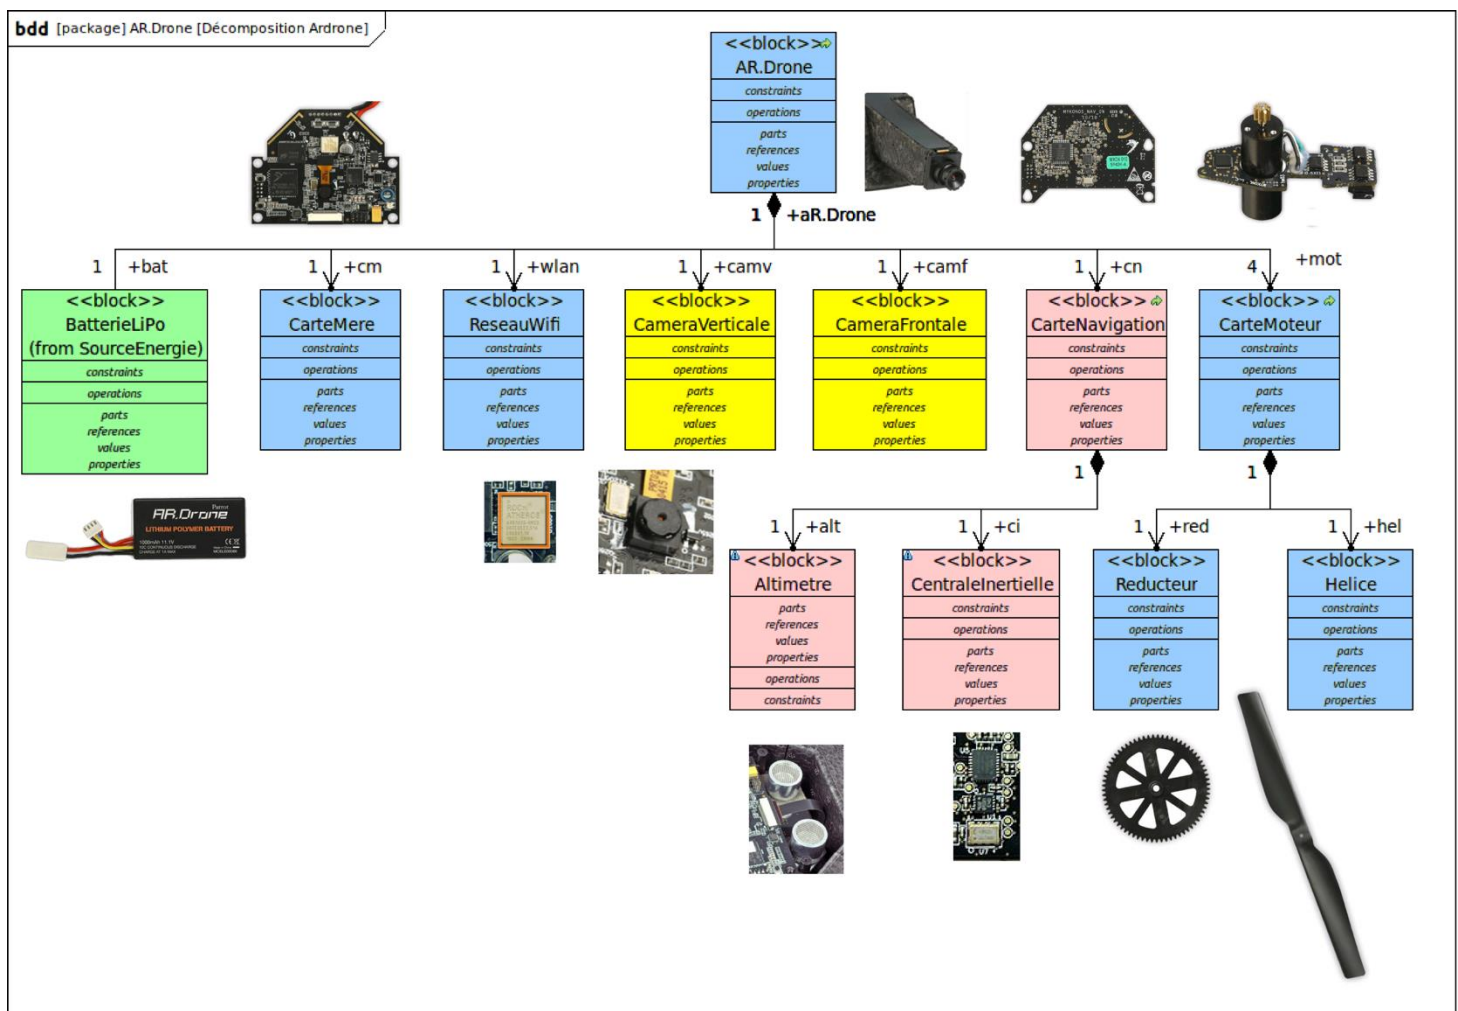 bdd [package] AR.Drone [Décomposition Ardrone]
<<block>>
AR.Drone
constraints
operations
parts
references
values
properties
1 +aR.Drone
1 +bat
1 +cm
1 +wlan
1 +camv
1 +camf
1 +cn
4 +mot
<<block>>
BatterieLiPo
(from SourceEnergie)
constraints
operations
parts
references
values
properties
<<block>>
CarteMere
constraints
operations
parts
references
values
properties
<<block>>
ReseauWifi
constraints
operations
parts
references
values
properties
<<block>>
CameraVerticale
constraints
operations
parts
references
values
properties
<<block>>
CameraFrontale
constraints
operations
parts
references
values
properties
<<block>>
CarteNavigation
constraints
operations
parts
references
values
properties
1
<<block>>
CarteMoteur
constraints
operations
parts
references
values
properties
1
Parrot
AR.Drone
LITHIUM POLYMER BATTERY
1 +alt
1 +ci
1 +red
1 +hel
<<block>>
Altimetre
parts
references
values
properties
operations
constraints
<<block>>
CentraleInertielle
constraints
operations
parts
references
values
properties
<<block>>
Reducteur
constraints
operations
parts
references
values
properties
<<block>>
Helice
constraints
operations
parts
references
values
properties